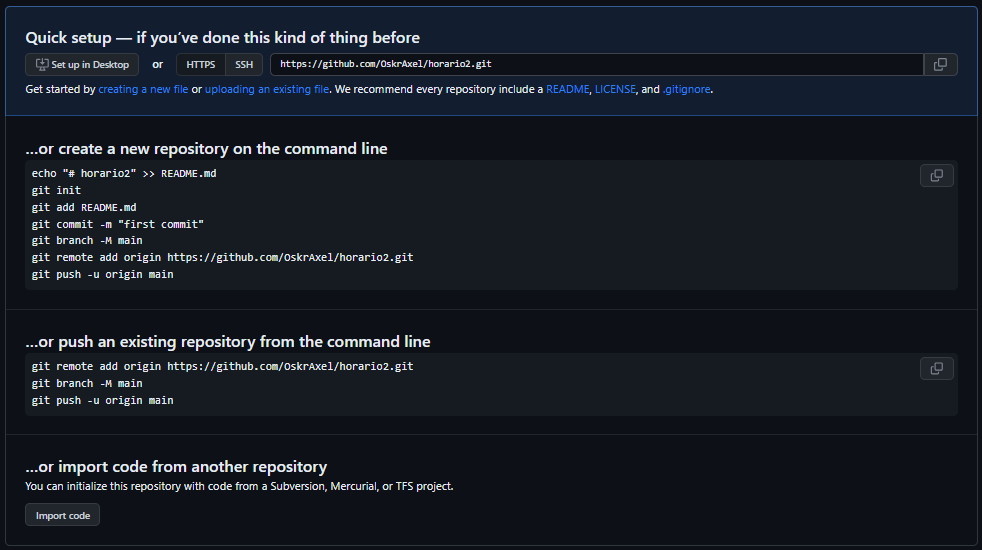 Quick setup — if you’ve done this kind of thing before
Set up in Desktop or HTTPS SSH https://github.com/OskrAxel/horario2.git
Get started by creating a new file or uploading an existing file. We recommend every repository include a README, LICENSE, and .gitignore.
…or create a new repository on the command line
echo "# horario2" >> README.md
git init
git add README.md
git commit -m "first commit"
git branch -M main
git remote add origin https://github.com/OskrAxel/horario2.git
git push -u origin main
…or push an existing repository from the command line
git remote add origin https://github.com/OskrAxel/horario2.git
git branch -M main
git push -u origin main
…or import code from another repository
You can initialize this repository with code from a Subversion, Mercurial, or TFS project.
Import code